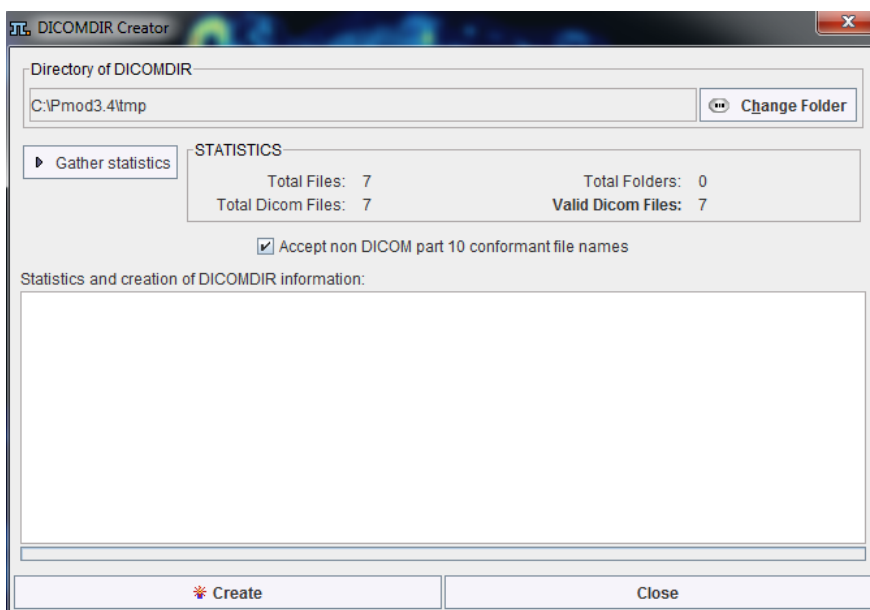 DICOMDIR Creator
Directory of DICOMDIR
C:\Pmod3.4\tmp
Change Folder
Gather statistics
STATISTICS
Total Files: 7 Total Folders: 0
Total Dicom Files: 7 Valid Dicom Files: 7
Accept non DICOM part 10 conformant file names
Statistics and creation of DICOMDIR information:
Create Close